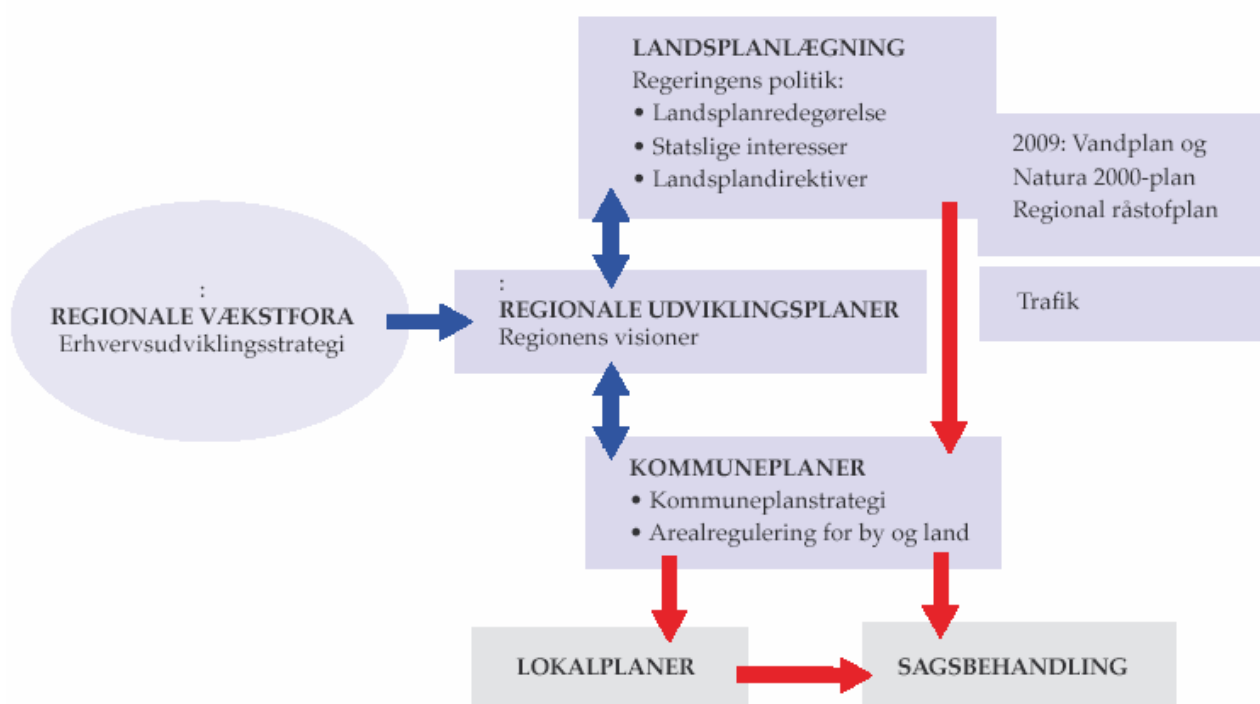 LANDSPLANLÆGNING
Regeringens politik:
• Landsplanredegørelse
• Statslige interesser
• Landsplandirektiver
2009: Vandplan og
Natura 2000-plan
Regional råstofplan
Trafik
:
REGIONALE VÆKSTFORA
Erhvervsudviklingsstrategi
:
REGIONALE UDVIKLINGSPLANER
Regionens visioner
KOMMUNEPLANER
• Kommuneplanstrategi
• Arealregulering for by og land
LOKALPLANER
SAGSBEHANDLING